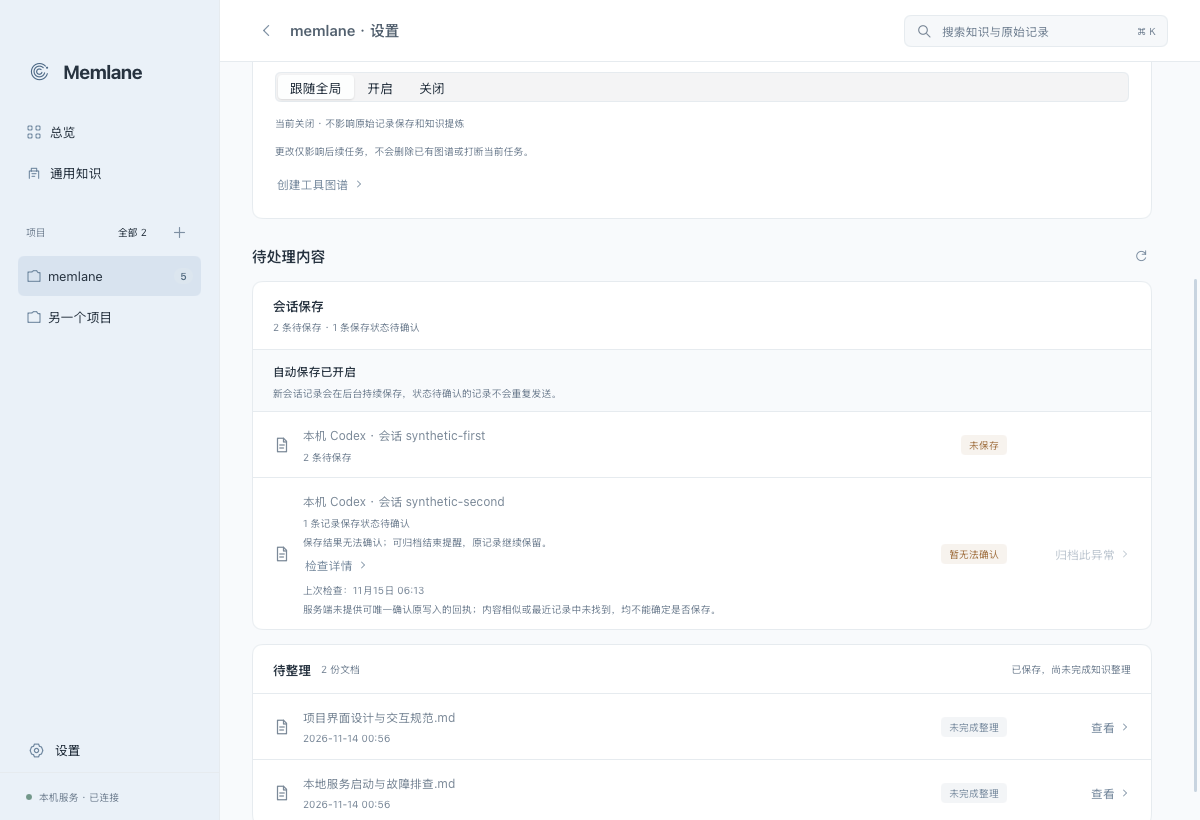 memlane · 设置
搜索知识与原始记录
⌘ K
Memlane
总览
通用知识
项目
全部 2
memlane
5
另一个项目
设置
本机服务 · 已连接
跟随全局
开启
关闭
当前关闭 · 不影响原始记录保存和知识提炼
更改仅影响后续任务，不会删除已有图谱或打断当前任务。
创建工具图谱
待处理内容
会话保存
2 条待保存 · 1 条保存状态待确认
自动保存已开启
新会话记录会在后台持续保存，状态待确认的记录不会重复发送。
本机 Codex · 会话 synthetic-first
2 条待保存
未保存
本机 Codex · 会话 synthetic-second
1 条记录保存状态待确认
保存结果无法确认；可归档结束提醒，原记录继续保留。
检查详情
上次检查：11月15日 06:13
服务端未提供可唯一确认原写入的回执；内容相似或最近记录中未找到，均不能确定是否保存。
暂无法确认
归档此异常
待整理
2 份文档
已保存，尚未完成知识整理
项目界面设计与交互规范.md
2026-11-14 00:56
未完成整理
查看
本地服务启动与故障排查.md
2026-11-14 00:56
未完成整理
查看